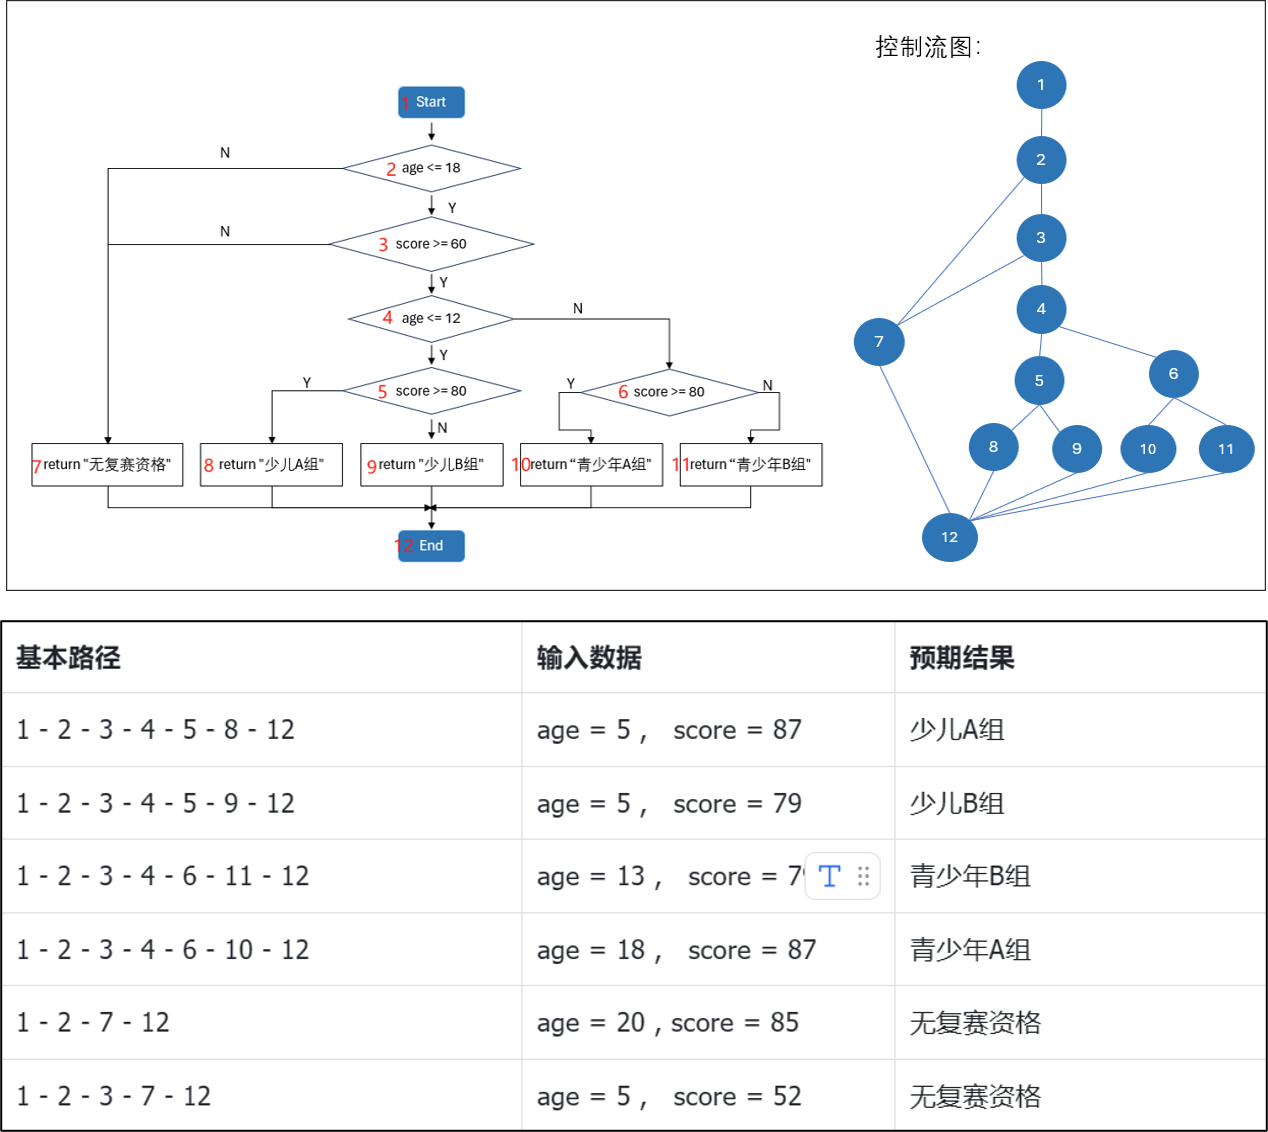 控制流图：
1 Start
N
2 age <= 18
Y
N
3 score >= 60
Y
4 age <= 12
N
Y
Y
5 score >= 80
N
Y
6 score >= 80
N
7 return "无复赛资格"
8 return "少儿A组"
9 return "少儿B组"
10 return “青少年A组"
11 return “青少年B组"
12 End
1
2
3
4
7
5
6
8
9
10
11
12
基本路径 输入数据 预期结果
1 - 2 - 3 - 4 - 5 - 8 - 12 age = 5 , score = 87 少儿A组
1 - 2 - 3 - 4 - 5 - 9 - 12 age = 5 , score = 79 少儿B组
1 - 2 - 3 - 4 - 6 - 11 - 12 age = 13 , score = T 青少年B组
1 - 2 - 3 - 4 - 6 - 10 - 12 age = 18 , score = 87 青少年A组
1 - 2 - 7 - 12 age = 20 , score = 85 无复赛资格
1 - 2 - 3 - 7 - 12 age = 5 , score = 52 无复赛资格